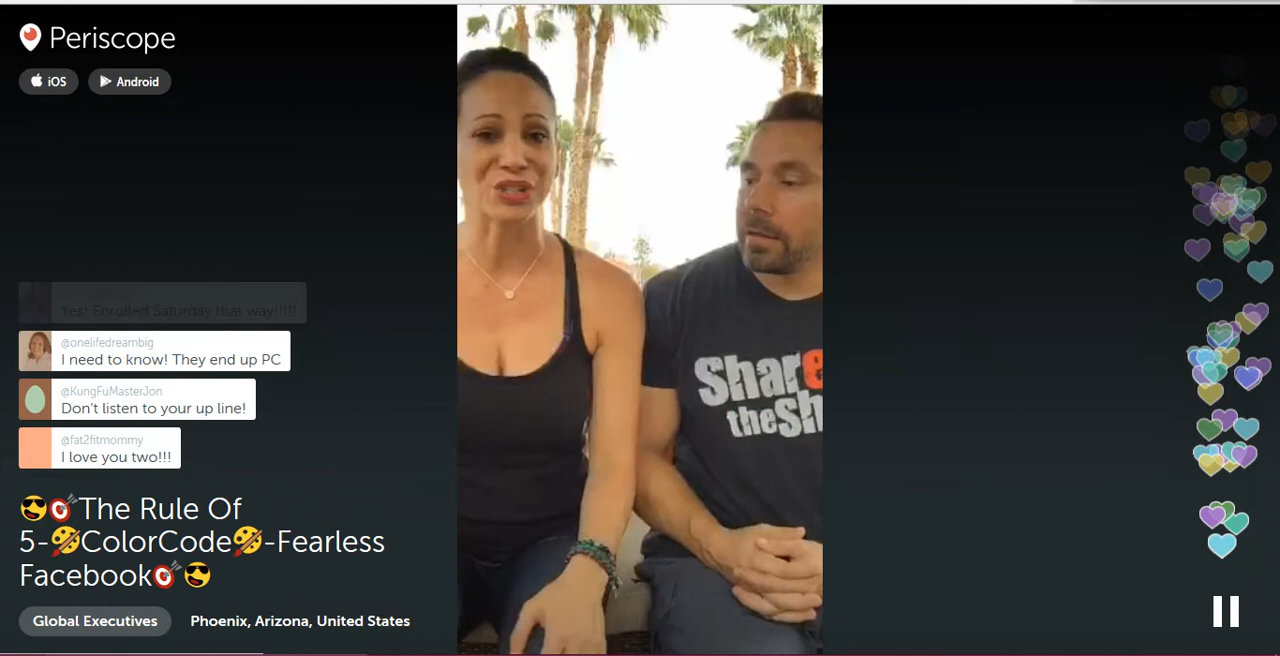 Periscope
iOS
Android
Yes! Enrolled Saturday that way!!!!!
@onelifedreambig
I need to know! They end up PC
@KungFuMasterJon
Don't listen to your up line!
@fat2fitmommy
I love you two!!!
😎🎯The Rule Of
5-🎨ColorCode🎨-Fearless
Facebook🎯😎
Global Executives
Phoenix, Arizona, United States
Share
theSh